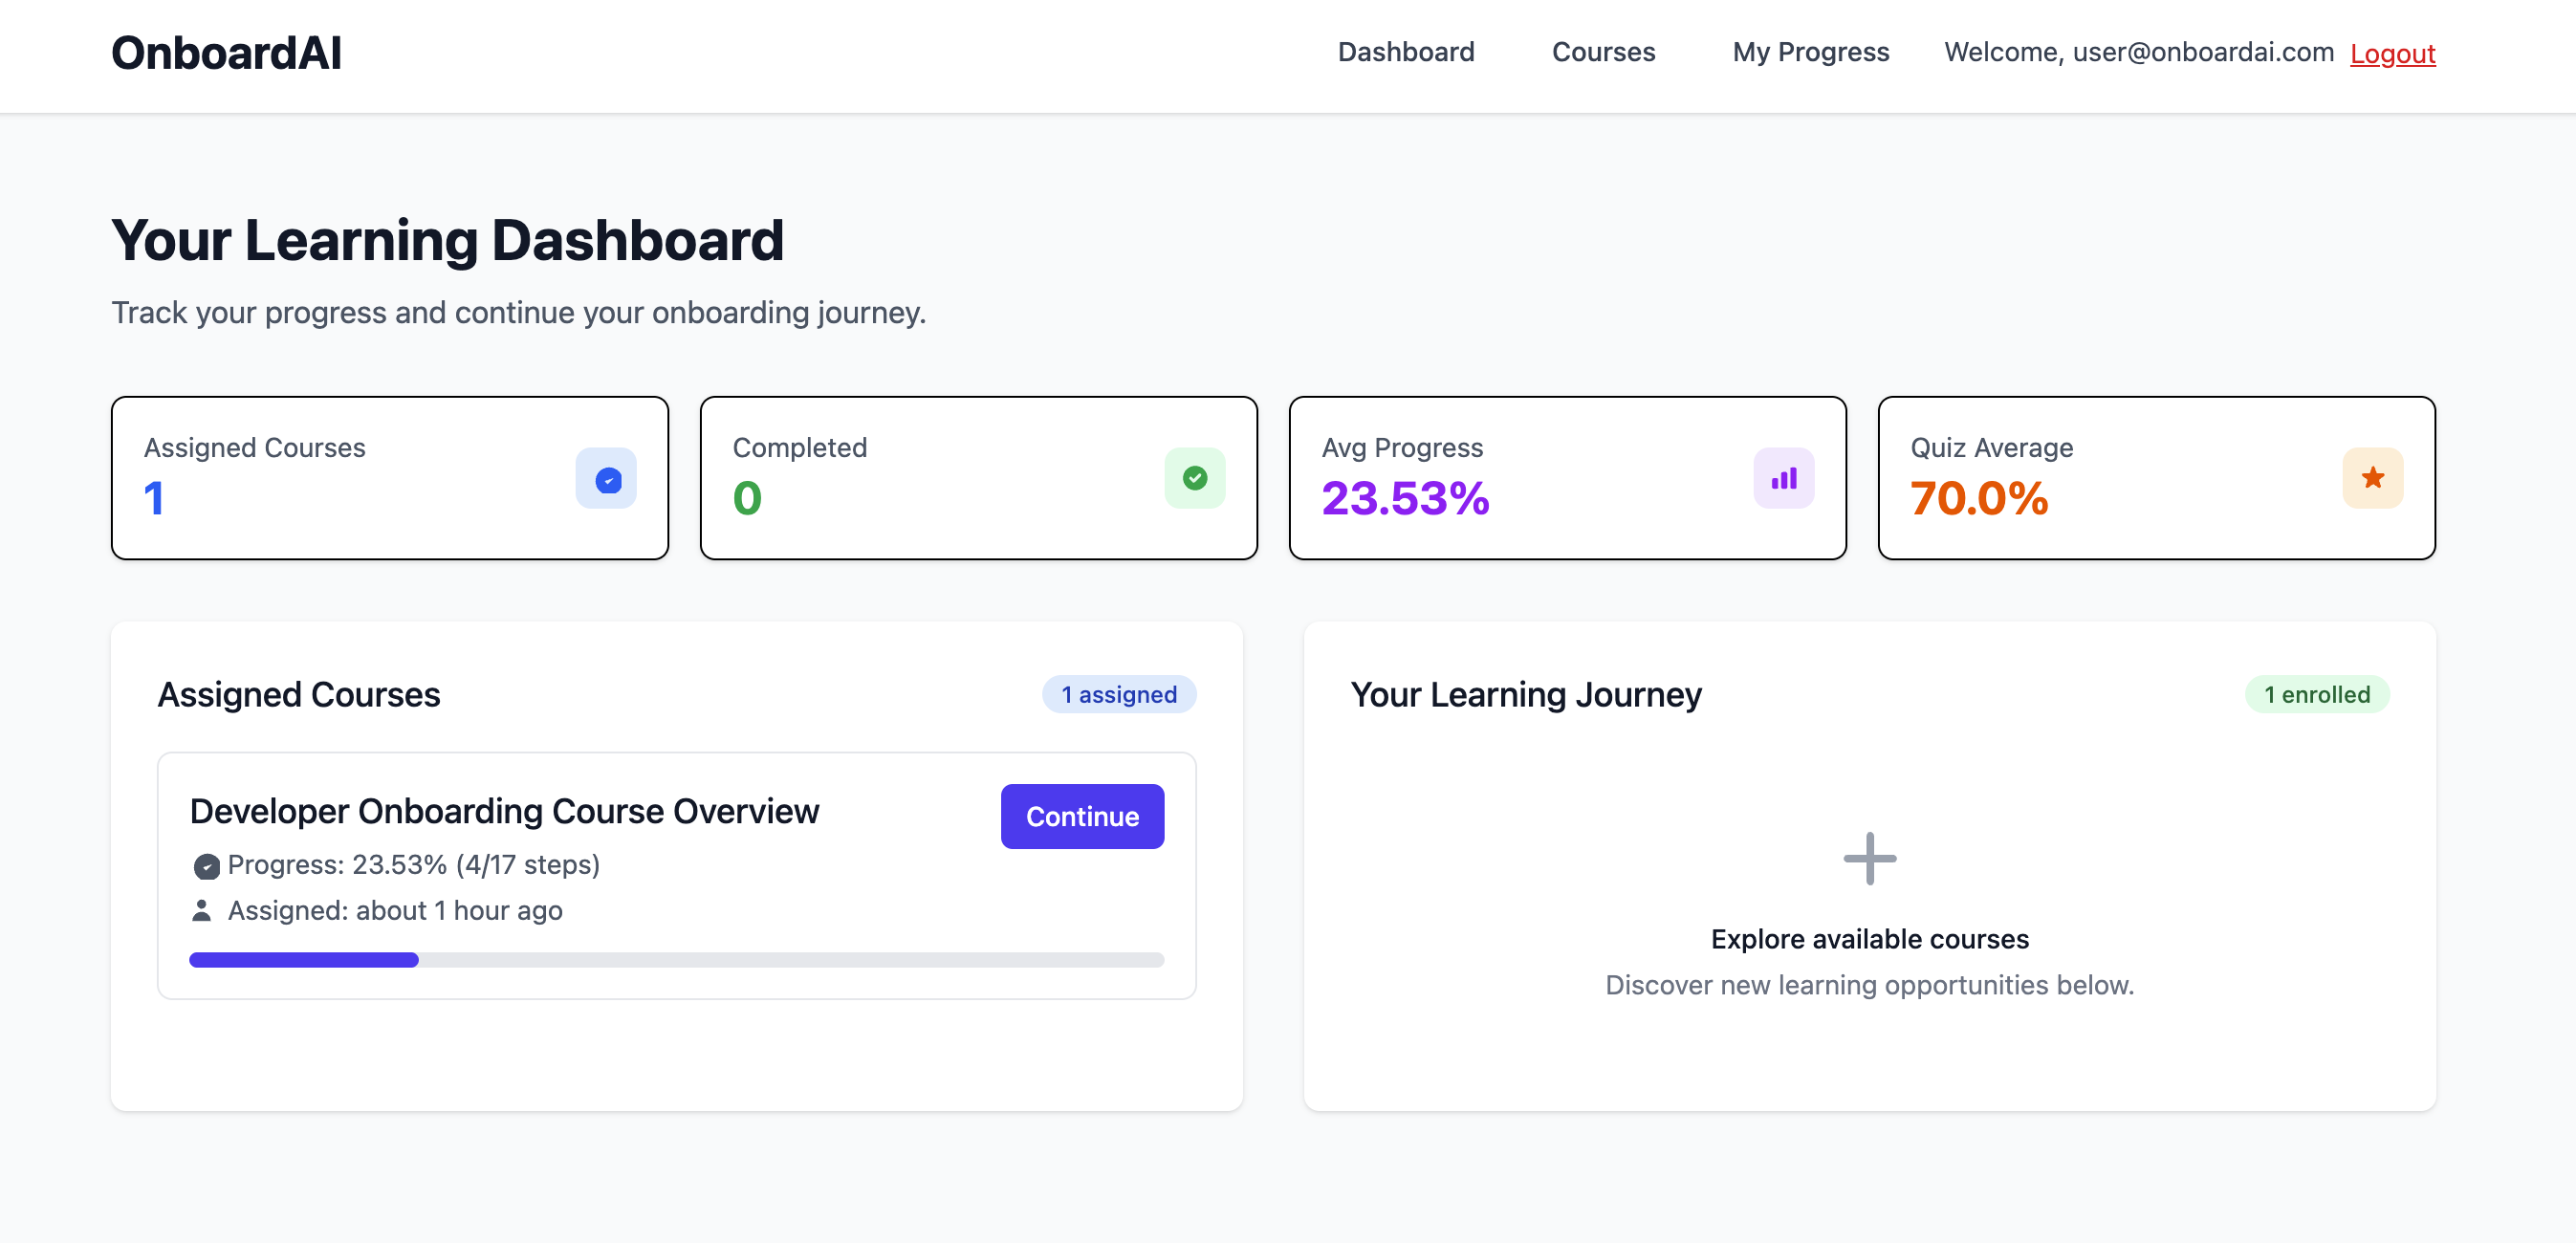 OnboardAI
Dashboard
Courses
My Progress
Welcome, user@onboardai.com
Logout
Your Learning Dashboard
Track your progress and continue your onboarding journey.
Assigned Courses
1
Completed
0
Avg Progress
23.53%
Quiz Average
70.0%
Assigned Courses
1 assigned
Developer Onboarding Course Overview
Continue
Progress: 23.53% (4/17 steps)
Assigned: about 1 hour ago
Your Learning Journey
1 enrolled
Explore available courses
Discover new learning opportunities below.